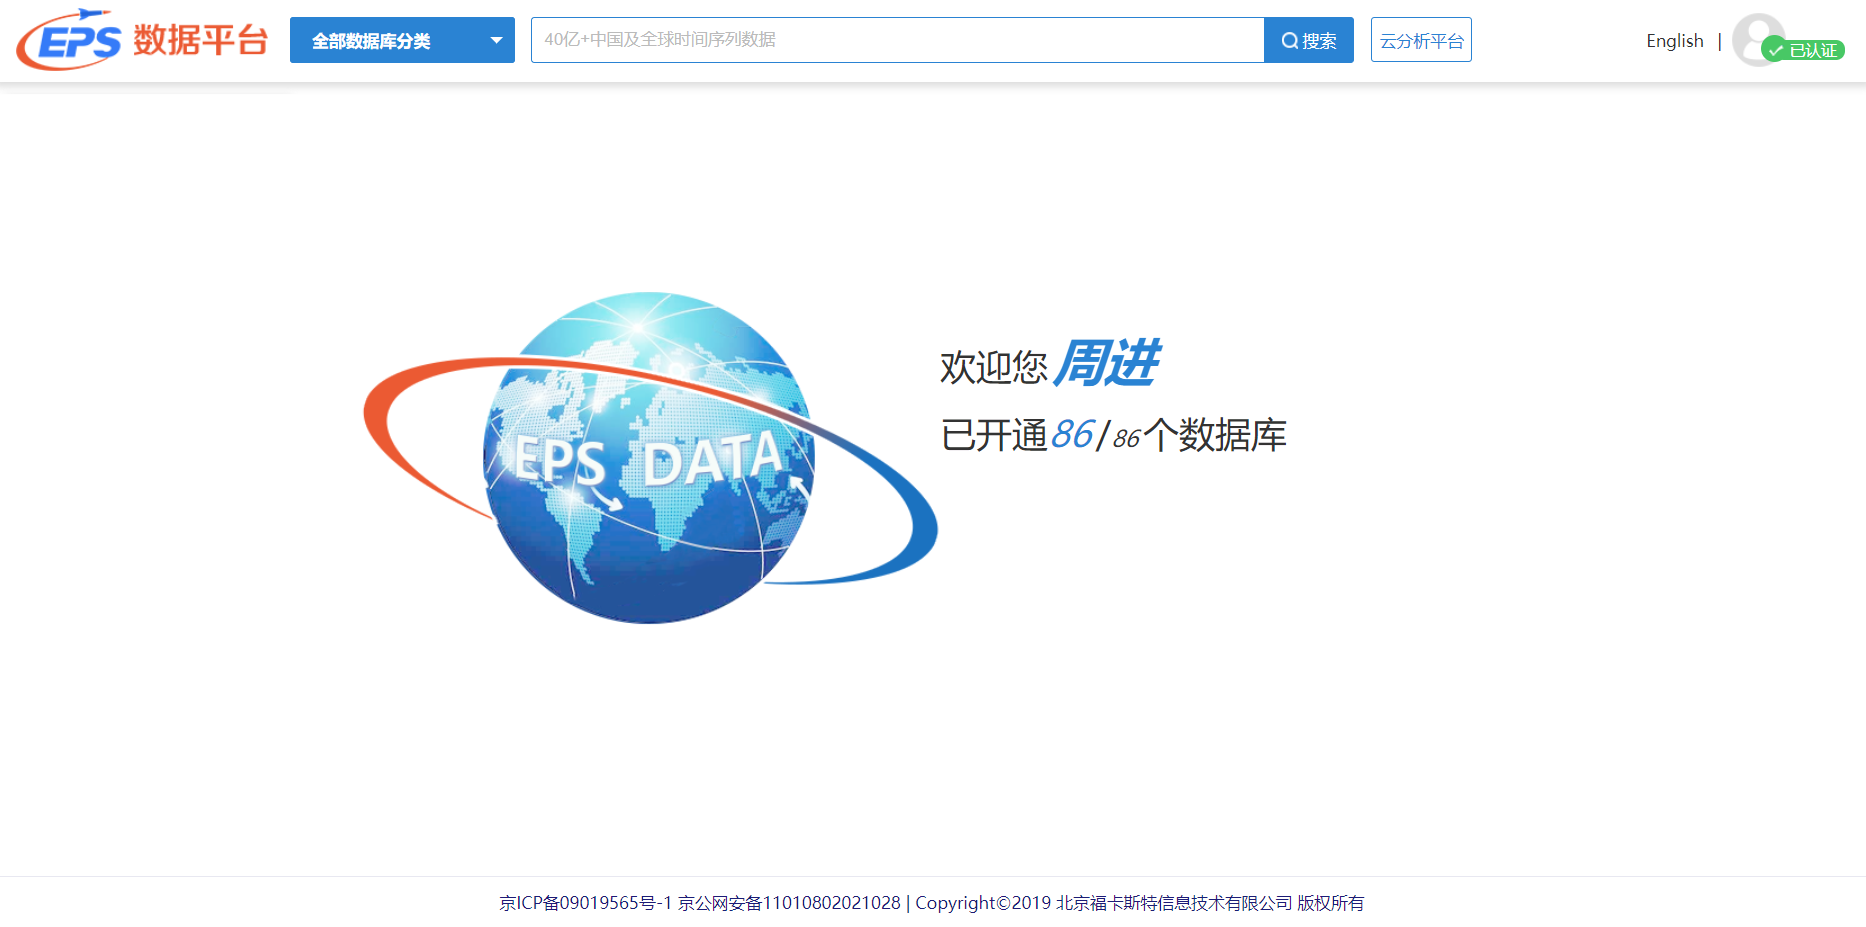 EPS 数据平台
全部数据库分类
40亿+中国及全球时间序列数据
搜索
云分析平台
English |
已认证
EPS DATA
欢迎您 周进
已开通86/86个数据库
京ICP备09019565号-1 京公网安备11010802021028 | Copyright©2019 北京福卡斯特信息技术有限公司 版权所有